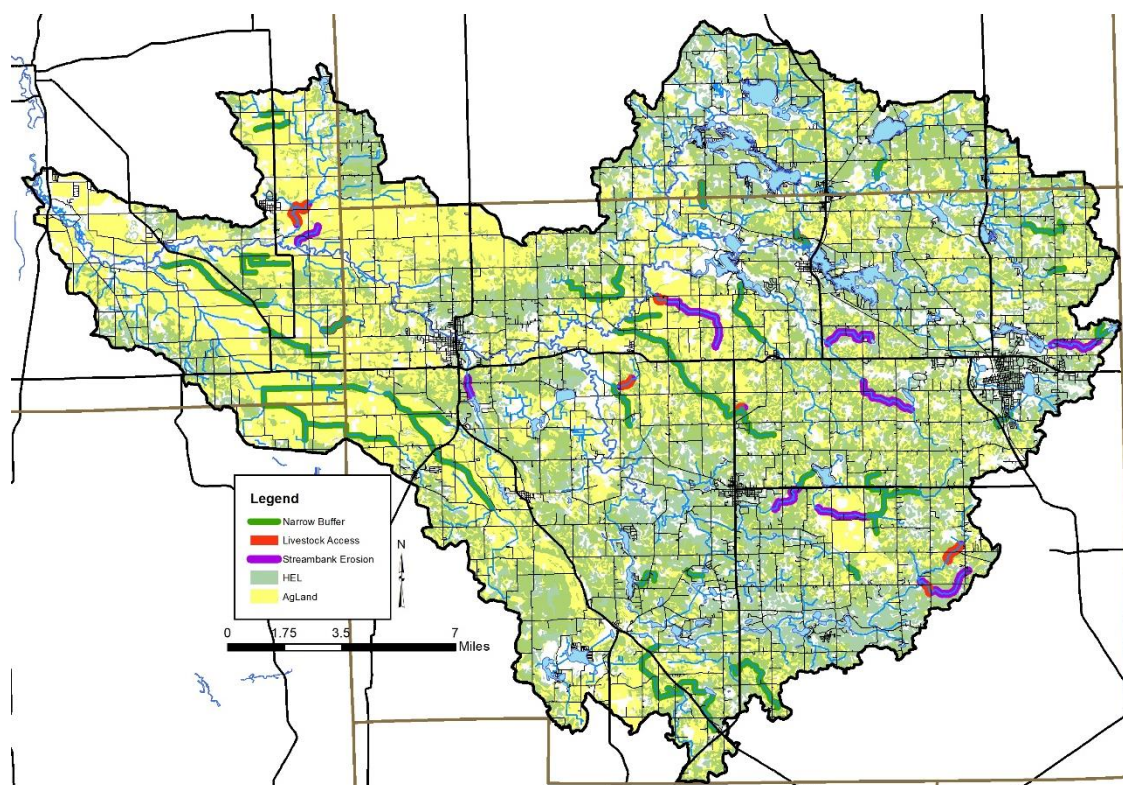 Legend
Narrow Buffer
Livestock Access
Streambank Erosion
HEL
AgLand
N
0 1.75 3.5 7
Miles